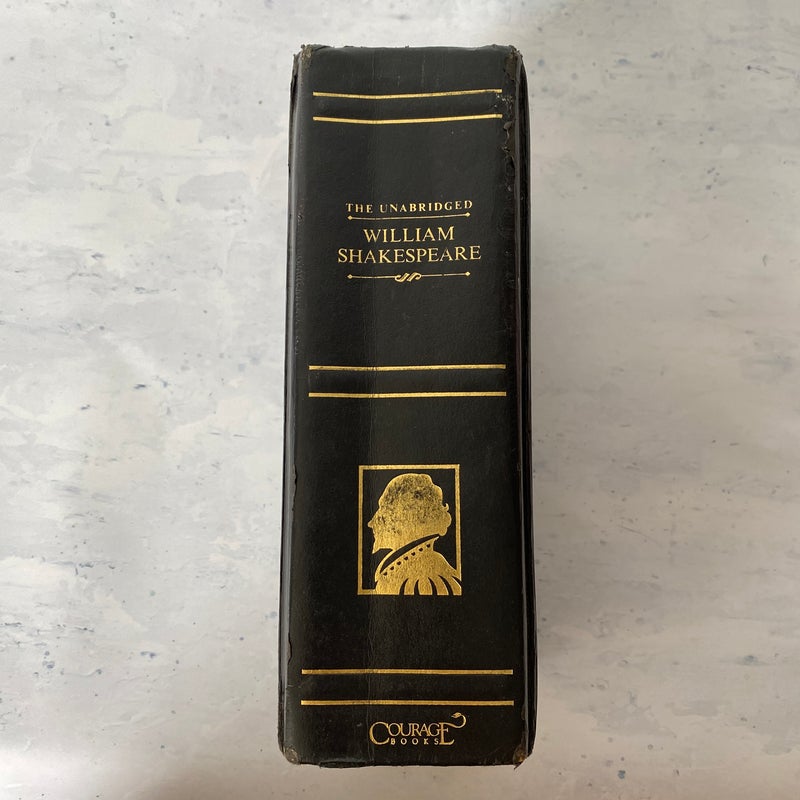 THE UNABRIDGED
WILLIAM
SHAKESPEARE
COURAGE
BOOKS